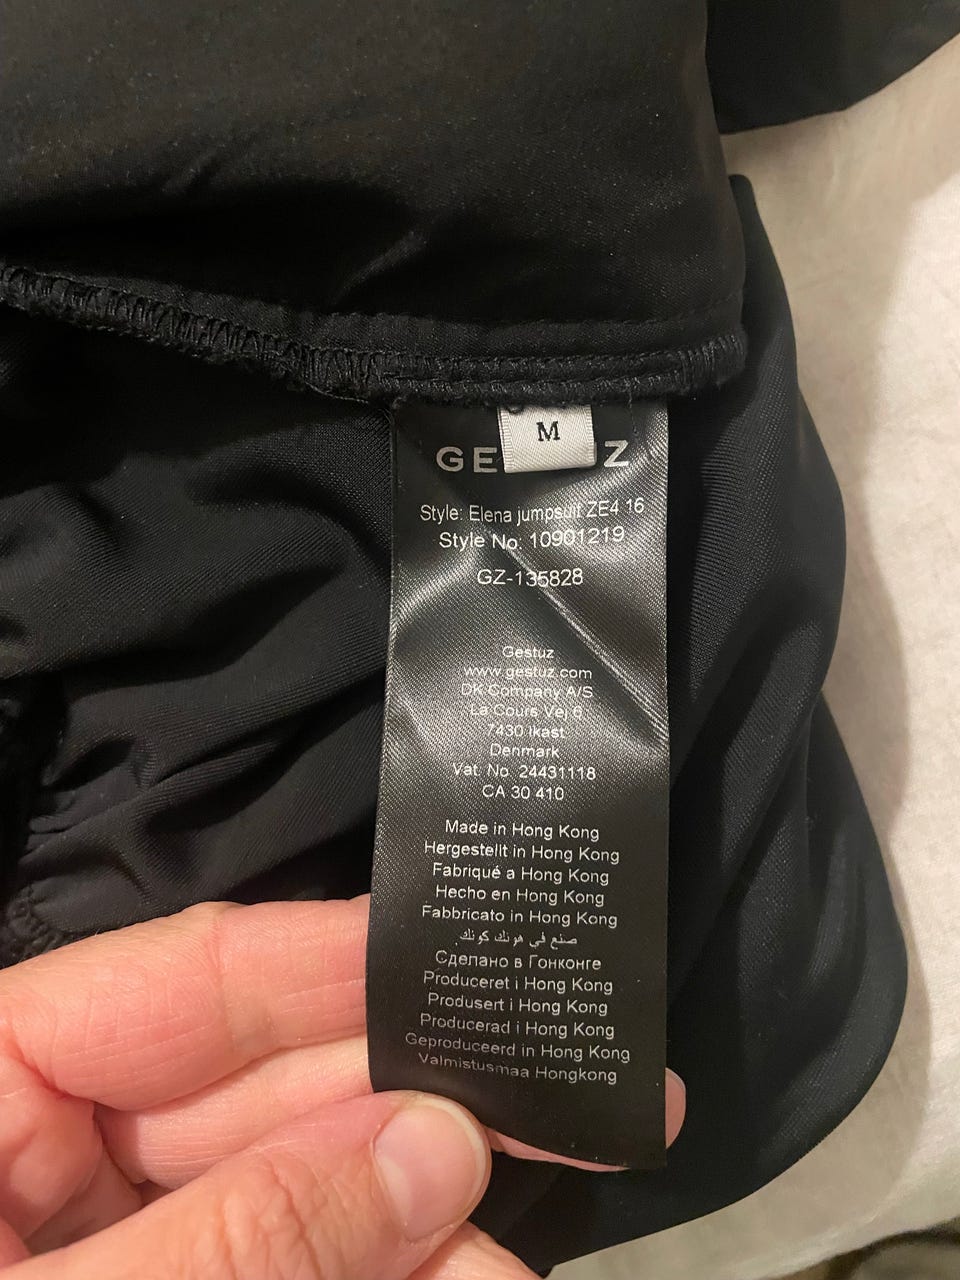 M
GE Z
Style: Elena jumpsuit ZE4 16
Style No: 10901219
GZ-135828
Gestuz
www.gestuz.com
DK Company A/S
La Cours Vej 6
7430 Ikast
Denmark
Vat. No. 24431118
CA 30 410
Made in Hong Kong
Hergestellt in Hong Kong
Fabriqué a Hong Kong
Hecho en Hong Kong
Fabbricato in Hong Kong
صنع في هونك كونك.
Сделано в Гонконге
Produceret i Hong Kong
Produsert i Hong Kong
Producerad i Hong Kong
Geproduceerd in Hong Kong
Valmistusmaa Hongkong